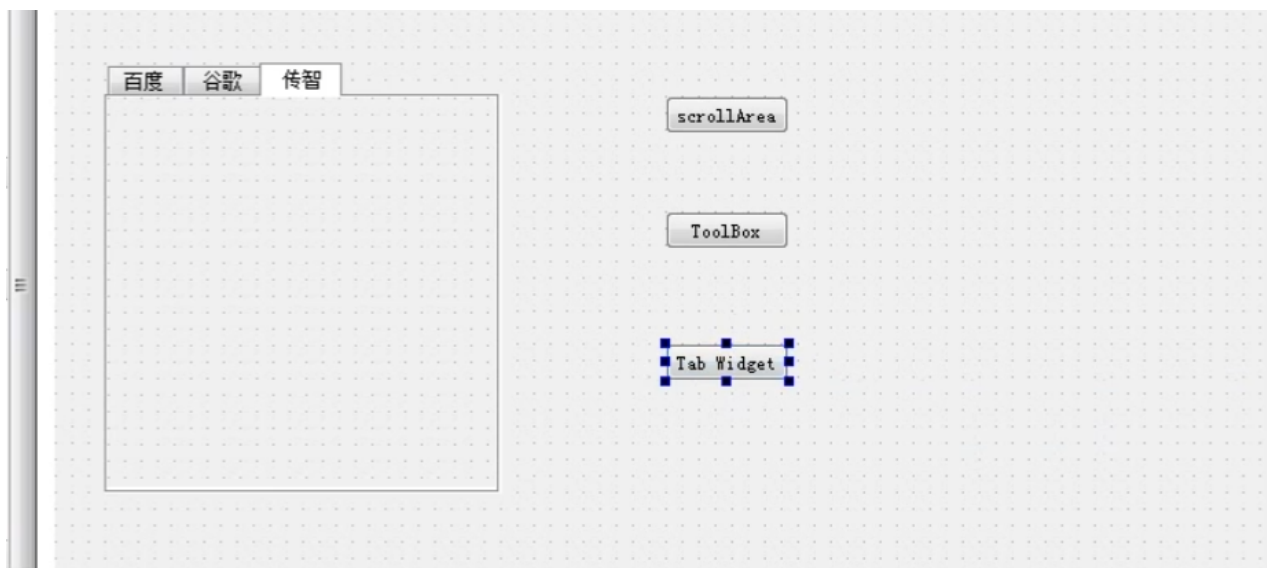 百度 谷歌 传智
scrollArea
ToolBox
Tab Widget